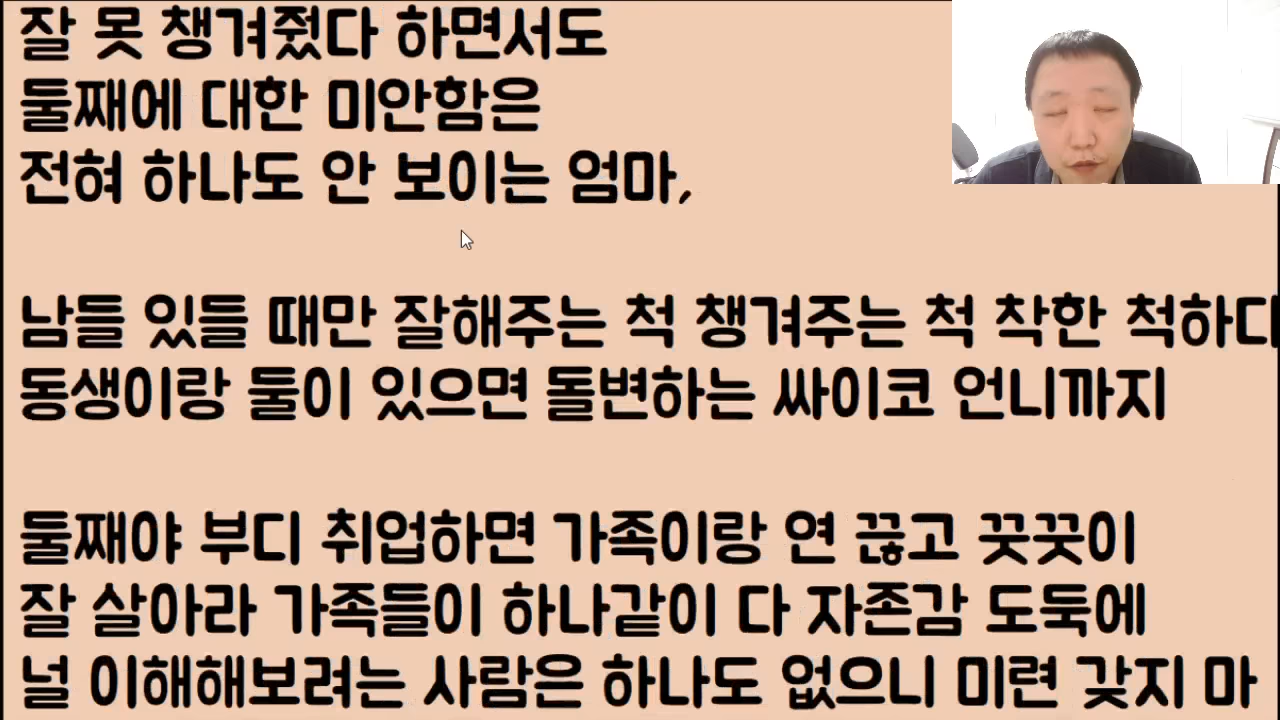 잘 못 챙겨줬다 하면서도
둘째에 대한 미안함은
전혀 하나도 안 보이는 엄마,
남들 있들 때만 잘해주는 척 챙겨주는 척 착한 척하다
동생이랑 둘이 있으면 돌변하는 싸이코 언니까지
둘째야 부디 취업하면 가족이랑 연 끊고 꿋꿋이
잘 살아라 가족들이 하나같이 다 자존감 도둑에
널 이해해보려는 사람은 하나도 없으니 미련 갖지 마